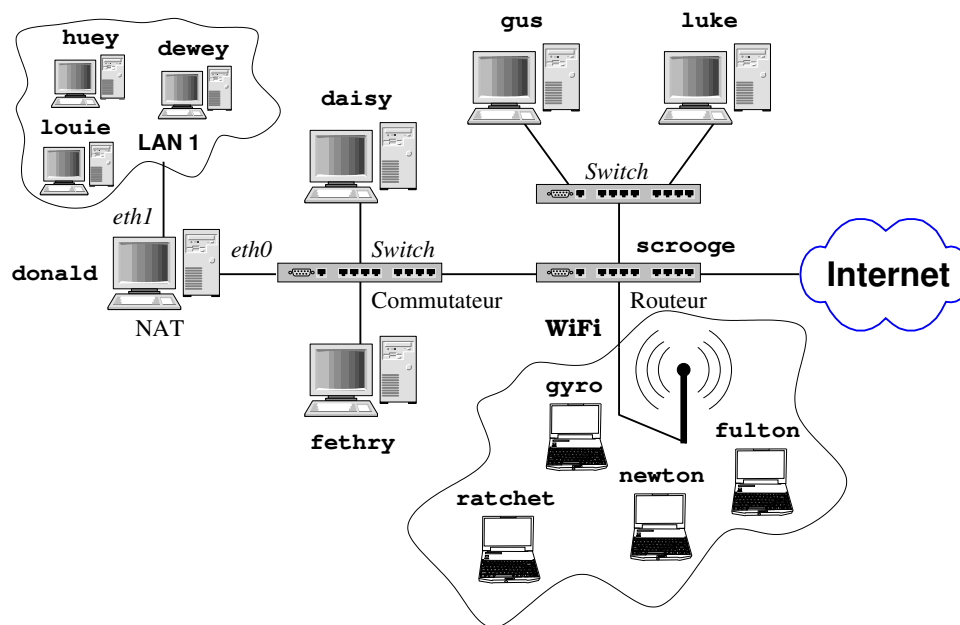 gus
luke
huey
dewey
daisy
louie
LAN 1
Switch
eth1
eth0
Switch
scrooge
donald
Internet
Commutateur
Routeur
NAT
WiFi
gyro
fethry
fulton
newton
ratchet